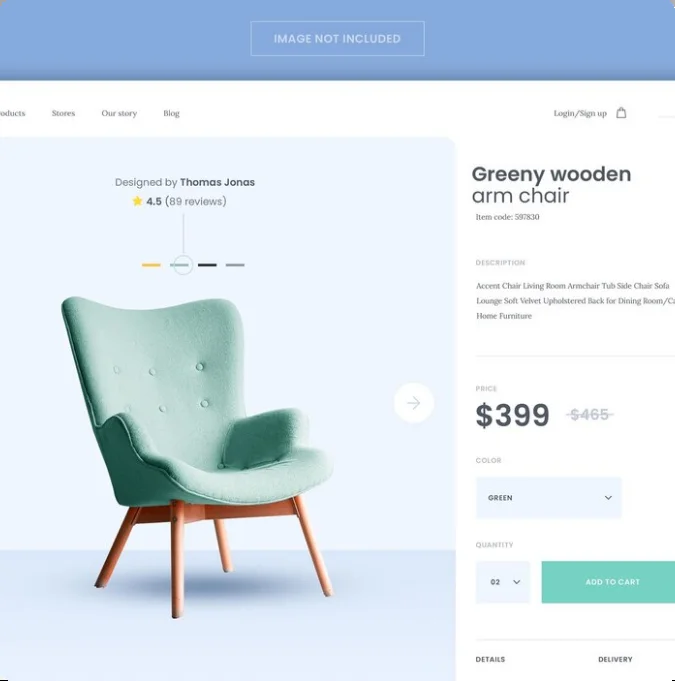 IMAGE NOT INCLUDED
Stores Our story Blog Login/Sign up
Designed by Thomas Jonas
4.5 (89 reviews)
Greeny wooden
arm chair
Item code: 597830
DESCRIPTION
Accent Chair Living Room Armchair Tub Side Chair Sofa
Lounge Soft Velvet Upholstered Back for Dining Room/
Home Furniture
PRICE
$399 $465
COLOR
GREEN
QUANTITY
02 ADD TO CART
DETAILS DELIVERY